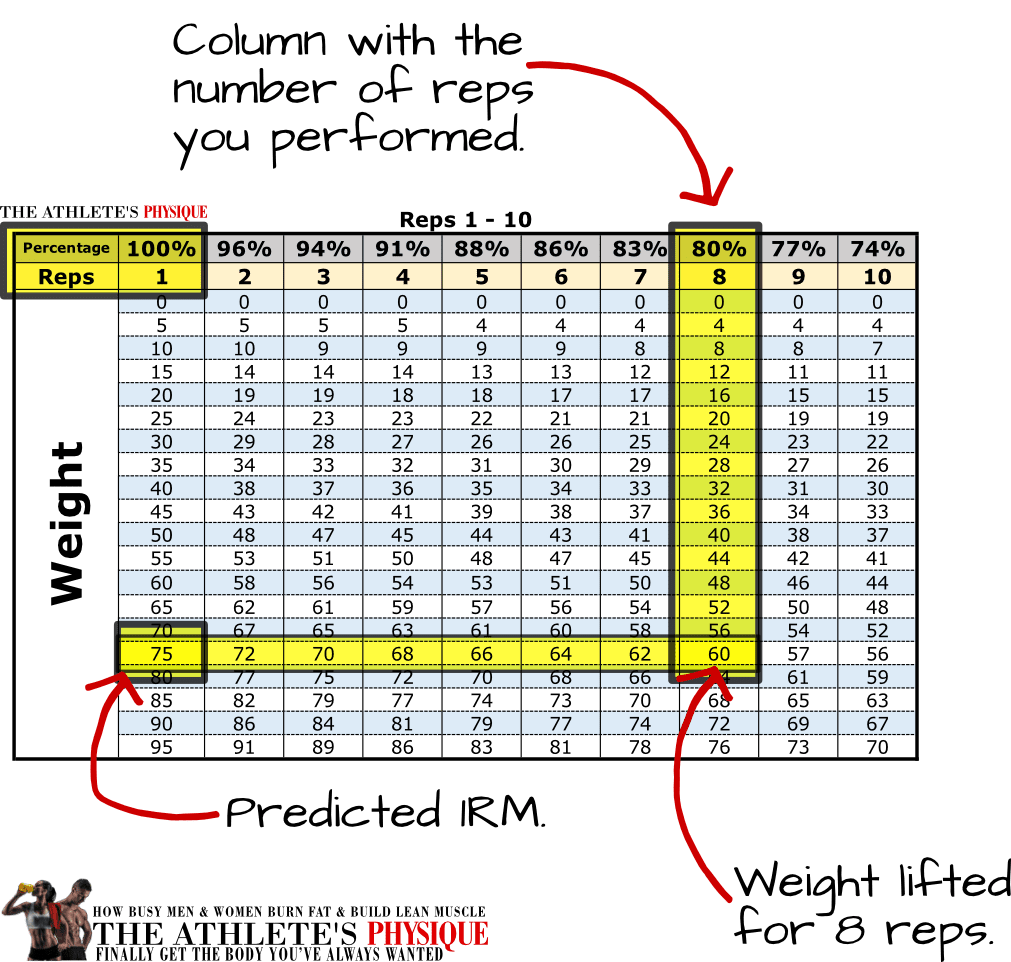 Column with the
number of reps
you performed.
THE ATHLETE'S PHYSIQUE
Reps 1 - 10
Percentage 100% 96% 94% 91% 88% 86% 83% 80% 77% 74%
Reps 1 2 3 4 5 6 7 8 9 10
Weight
0 0 0 0 0 0 0 0 0 0
5 5 5 5 4 4 4 4 4 4
10 10 9 9 9 9 8 8 8 7
15 14 14 14 13 13 12 12 11 11
20 19 19 18 18 17 17 16 15 15
25 24 23 23 22 21 21 20 19 19
30 29 28 27 26 26 25 24 23 22
35 34 33 32 31 30 29 28 27 26
40 38 37 36 35 34 33 32 31 30
45 43 42 41 39 38 37 36 34 33
50 48 47 45 44 43 41 40 38 37
55 53 51 50 48 47 45 44 42 41
60 58 56 54 53 51 50 48 46 44
65 62 61 59 57 56 54 52 50 48
70 67 65 63 61 60 58 56 54 52
75 72 70 68 66 64 62 60 57 56
80 77 75 72 70 68 66 61 59
85 82 79 77 74 73 70 68 65 63
90 86 84 81 79 77 74 72 69 67
95 91 89 86 83 81 78 76 73 70
Predicted 1RM.
Weight lifted
for 8 reps.
HOW BUSY MEN & WOMEN BURN FAT & BUILD LEAN MUSCLE
THE ATHLETE'S PHYSIQUE
FINALLY GET THE BODY YOU'VE ALWAYS WANTED